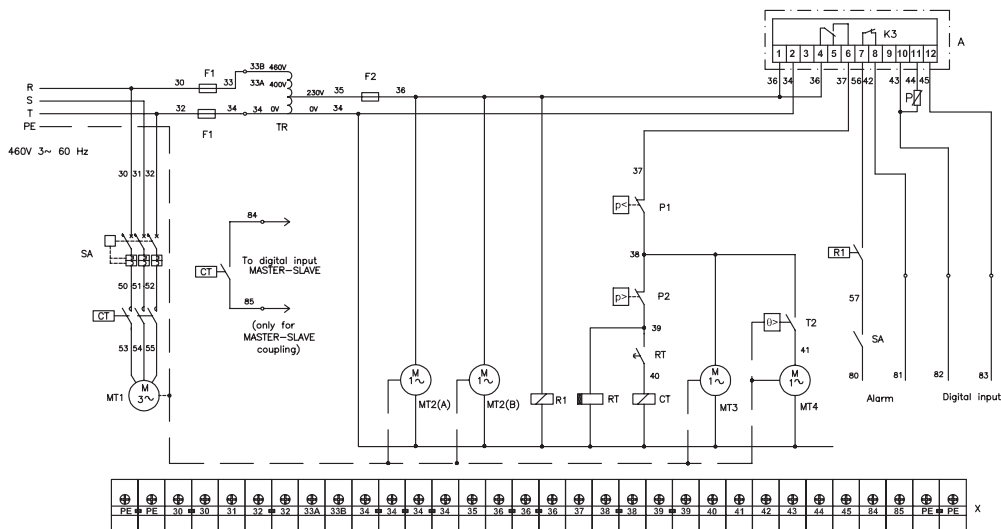 A
K3
1 2 3 4 5 6 7 8 9 10 11 12
36 34 36 37 56 42 43 44 45
P
R
S
T
PE
460V 3~ 60 Hz
30 F1 33 33B 460V
33A 400V
230V 35 F2 36
32 F1 34 34 0V 0V 34
TR
30 31 32
SA
50 51 52
CT
53 54 55
MT1
M
3~
84
To digital input
MASTER-SLAVE
CT
85
(only for
MASTER-SLAVE
coupling)
37
p< P1
38
p> P2
39
RT
40
θ> T2
41
R1
57
SA
M
1~
MT2(A)
M
1~
MT2(B)
R1
RT
CT
M
1~
MT3
M
1~
MT4
80 81 82 83
Alarm
Digital input
PE PE 30 30 31 32 32 33A 33B 34 34 34 34 35 36 36 36 37 38 38 39 39 40 41 42 43 44 45 84 85 PE PE X